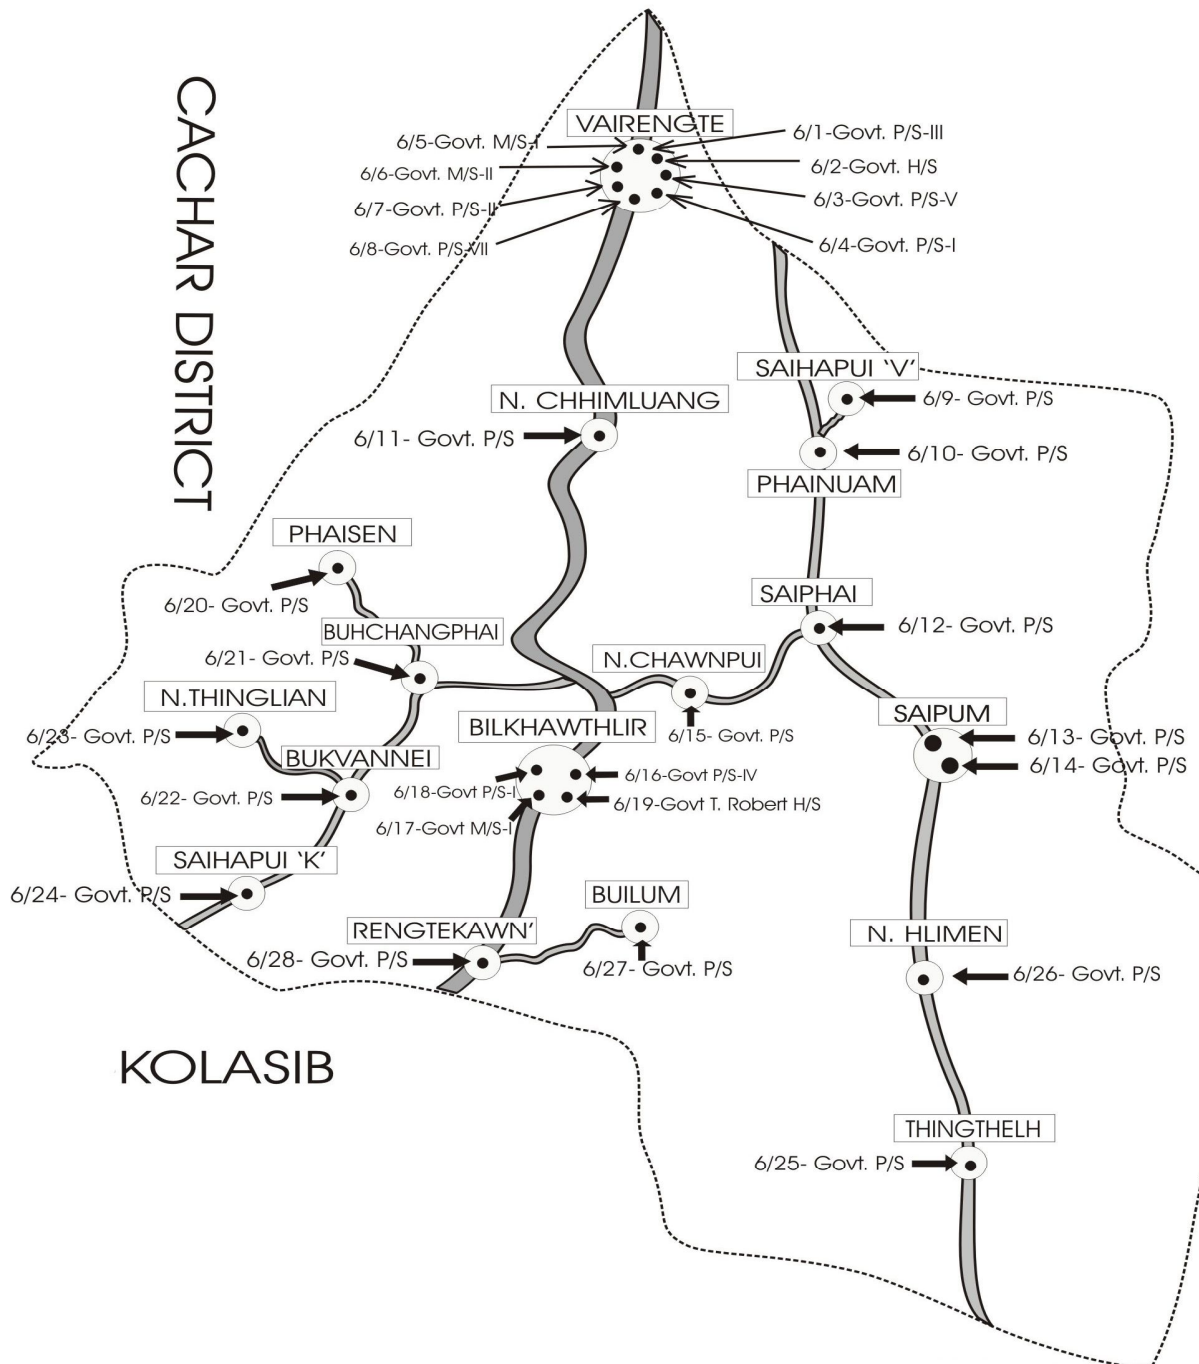 CACHAR DISTRICT
VAIRENGTE
6/5-Govt. M/S-I
6/1-Govt. P/S-III
6/6-Govt. M/S-II
6/2-Govt. H/S
6/7-Govt. P/S-II
6/3-Govt. P/S-V
6/8-Govt. P/S-VII
6/4-Govt. P/S-I
SAIHAPUI 'V'
N. CHHIMLUANG
6/9- Govt. P/S
6/11- Govt. P/S
6/10- Govt. P/S
PHAINUAM
PHAISEN
6/20- Govt. P/S
SAIPHAI
6/12- Govt. P/S
BUHCHANGPHAI
6/21- Govt. P/S
N.CHAWNPUI
N.THINGLIAN
SAIPUM
6/23- Govt. P/S
BILKHAWTHLIR
6/15- Govt. P/S
6/13- Govt. P/S
BUKVANNEI
6/14- Govt. P/S
6/16-Govt P/S-IV
6/22- Govt. P/S
6/18-Govt P/S-I
6/19-Govt T. Robert H/S
6/17-Govt M/S-I
SAIHAPUI 'K'
6/24- Govt. P/S
BUILUM
RENGTEKAWN'
N. HLIMEN
6/28- Govt. P/S
6/27- Govt. P/S
6/26- Govt. P/S
KOLASIB
THINGTHELH
6/25- Govt. P/S